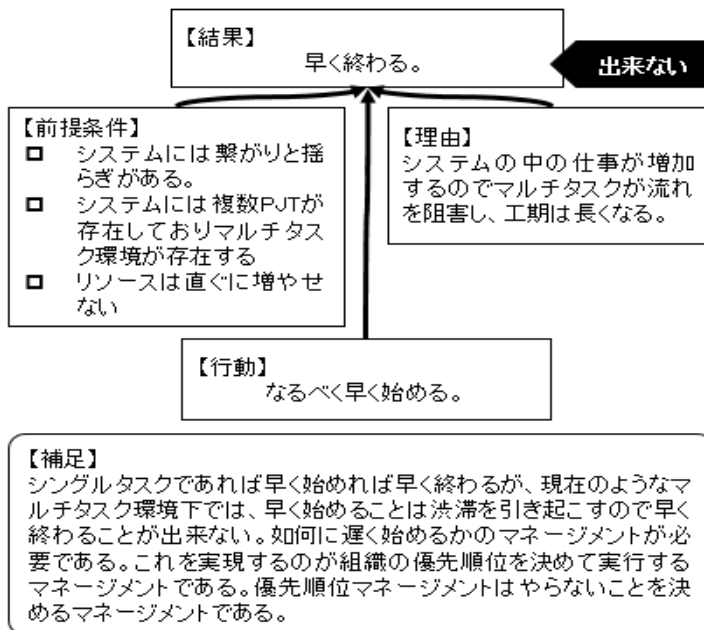 【結果】
早く終わる。
出来ない
【前提条件】
□ システムには繋がりと揺
らぎがある。
□ システムには複数PJTが
存在しておりマルチタス
ク環境が存在する
□ リソースは直ぐに増やせ
ない
【理由】
システムの中の仕事が増加
するのでマルチタスクが流れ
を阻害し、工期は長くなる。
【行動】
なるべく早く始める。
【補足】
シングルタスクであれば早く始めれば早く終わるが、現在のようなマ
ルチタスク環境下では、早く始めることは渋滞を引き起こすので早く
終わることが出来ない。如何に遅く始めるかのマネージメントが必
要である。これを実現するのが組織の優先順位を決めて実行する
マネージメントである。優先順位マネージメントはやらないことを決
めるマネージメントである。